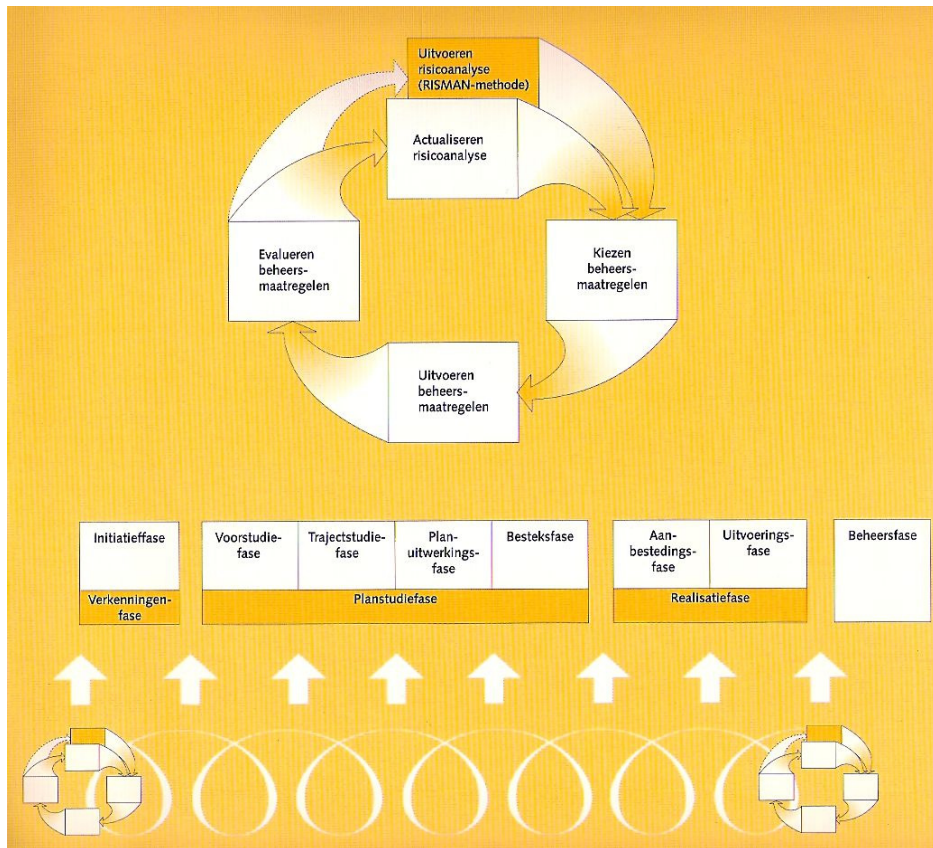 Uitvoeren
risicoanalyse
(RISMAN-methode)
Actualiseren
risicoanalyse
Evalueren
beheers-
maatregelen
Kiezen
beheers-
maatregelen
Uitvoeren
beheers-
maatregelen
Initiatieffase
Verkenningen-
fase
Voorstudie-
fase
Trajectstudie-
fase
Plan-
uitwerkings-
fase
Besteksfase
Planstudiefase
Aan-
bestedings-
fase
Uitvoerings-
fase
Realisatiefase
Beheersfase